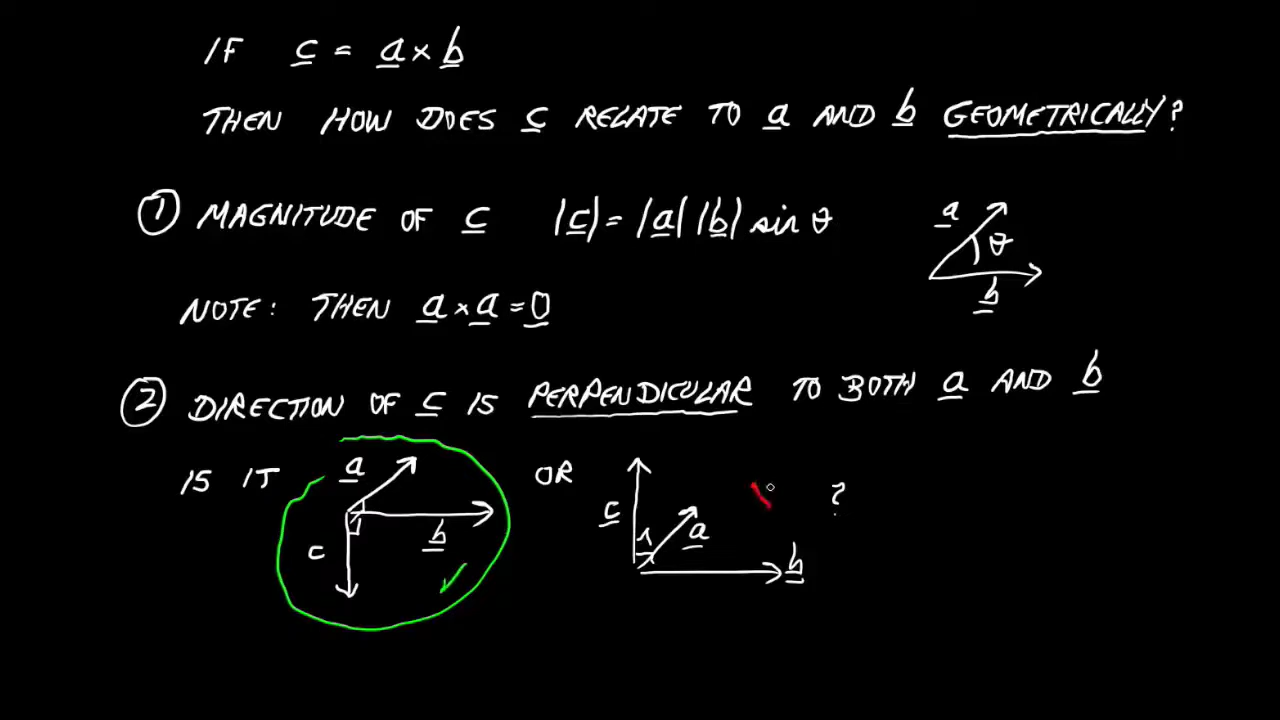 IF c = a × b
THEN HOW DOES c RELATE TO a AND b GEOMETRICALLY?
① MAGNITUDE OF c |c| = |a| |b| sin θ
a
θ
b
NOTE: THEN a × a = 0
② DIRECTION OF c IS PERPENDICULAR TO BOTH a AND b
IS IT
a
b
c
✓
OR
c
a
b
?